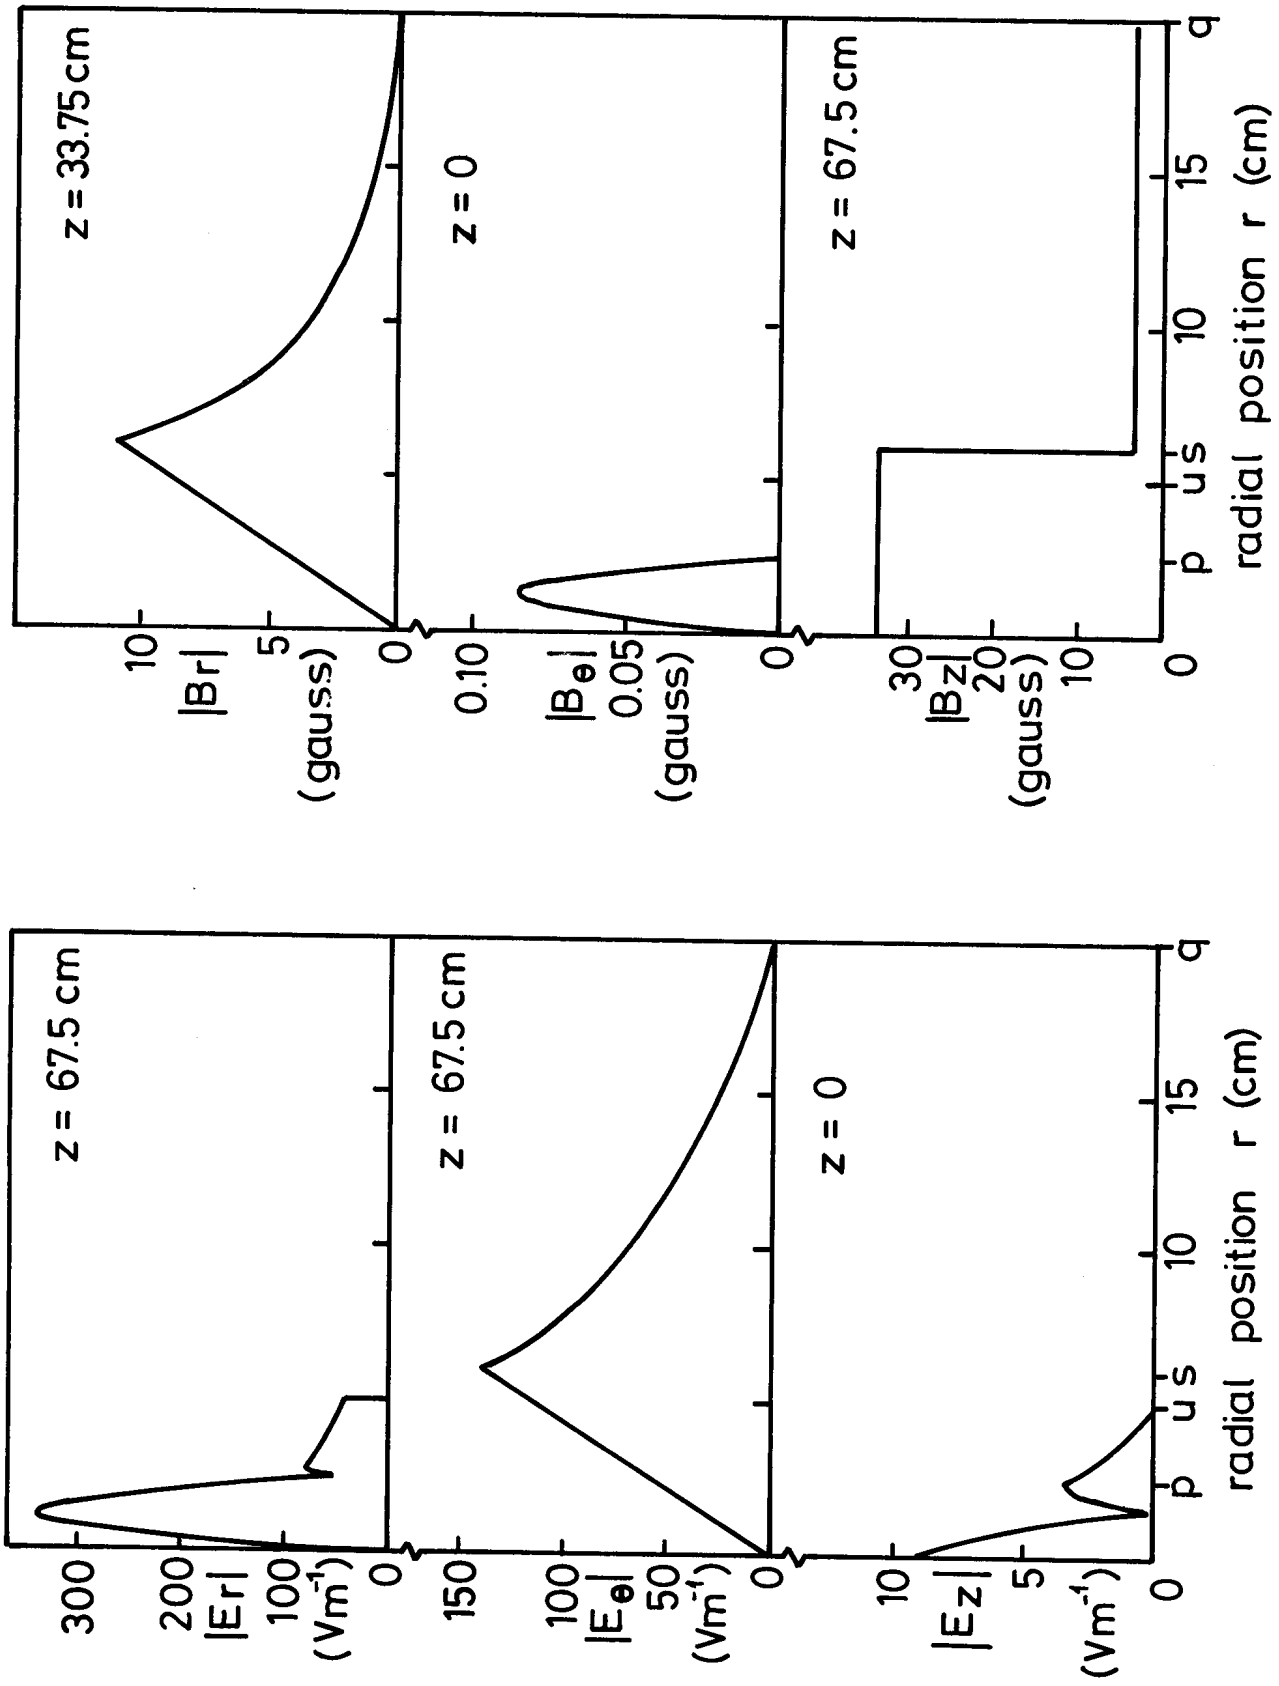 z = 67.5 cm
300
200
|Er|
100
(Vm⁻¹)
0
z = 67.5 cm
150
100
|Eθ|
50
(Vm⁻¹)
0
z = 0
10
|Ez|
5
(Vm⁻¹)
0
p
u
s
10
15
q
radial position r (cm)
z = 33.75 cm
10
|Br|
5
(gauss)
0
z = 0
0.10
|Bθ|
0.05
(gauss)
0
z = 67.5 cm
30
|Bz|
20
(gauss)
10
0
p
u
s
10
15
q
radial position r (cm)